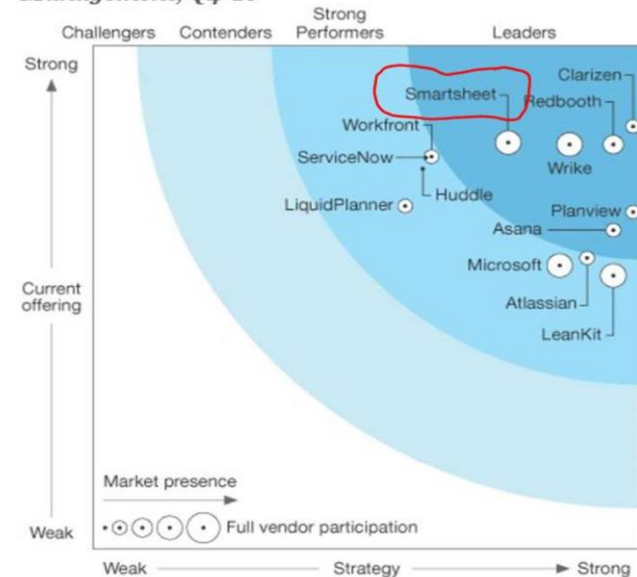 Challengers Contenders Strong Performers Leaders
Strong
Clarizen
Smartsheet
Redbooth
Workfront
ServiceNow
Wrike
Huddle
LiquidPlanner
Planview
Asana
Microsoft
Current offering
Atlassian
LeanKit
Market presence
Full vendor participation
Weak
Weak Strategy Strong